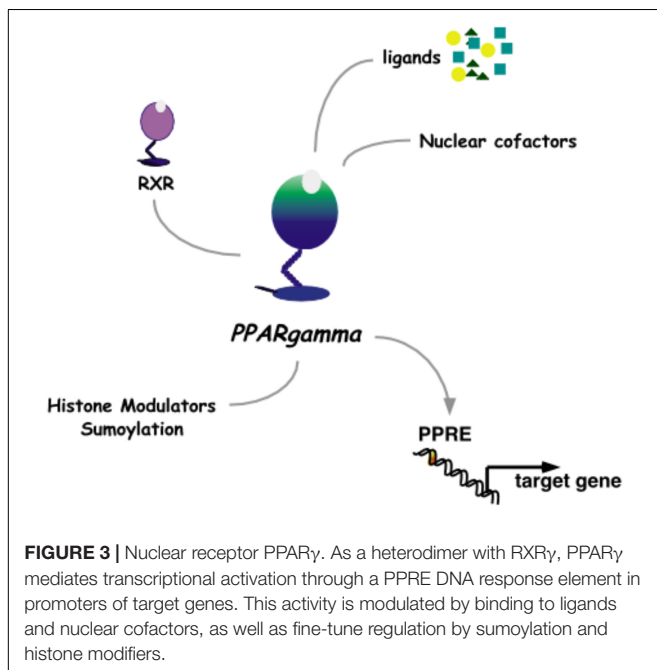 ligands
Nuclear cofactors
RXR
PPARgamma
Histone Modulators
Sumoylation
PPRE
target gene
FIGURE 3 | Nuclear receptor PPARγ. As a heterodimer with RXRγ, PPARγ
mediates transcriptional activation through a PPRE DNA response element in
promoters of target genes. This activity is modulated by binding to ligands
and nuclear cofactors, as well as fine-tune regulation by sumoylation and
histone modifiers.